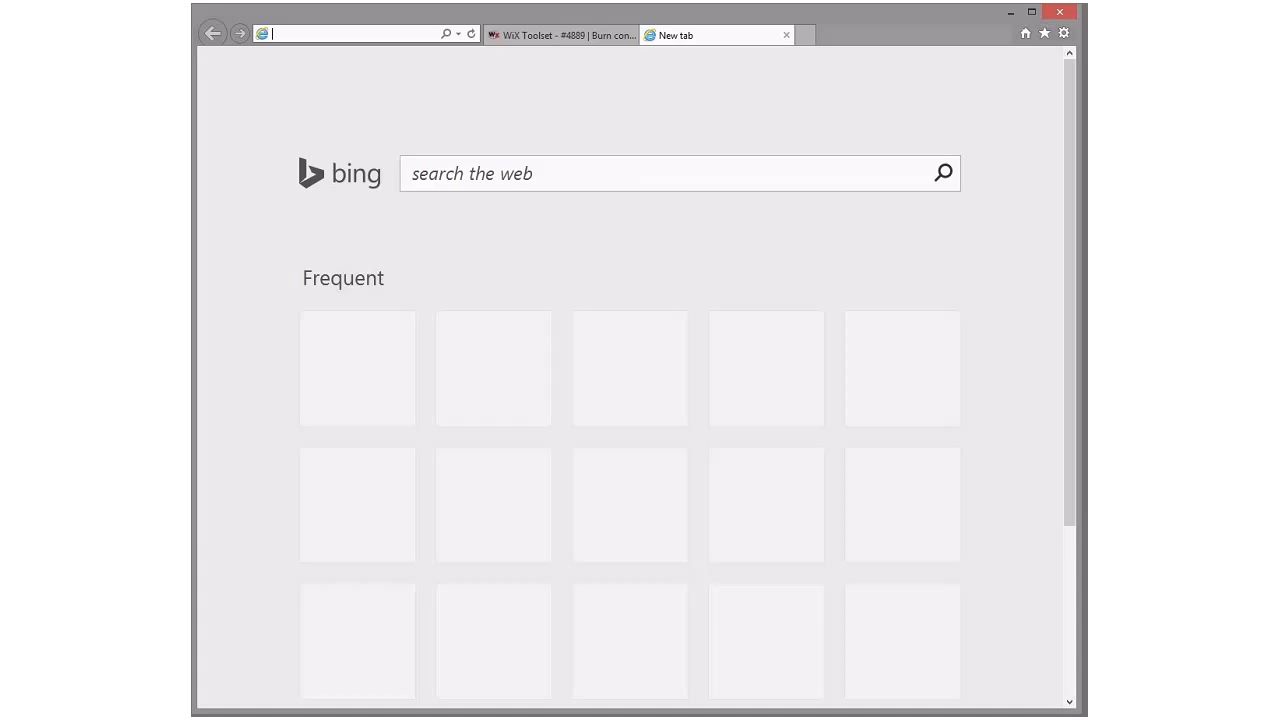 WiX Toolset - #4889 | Burn con...
New tab
bing
search the web
Frequent